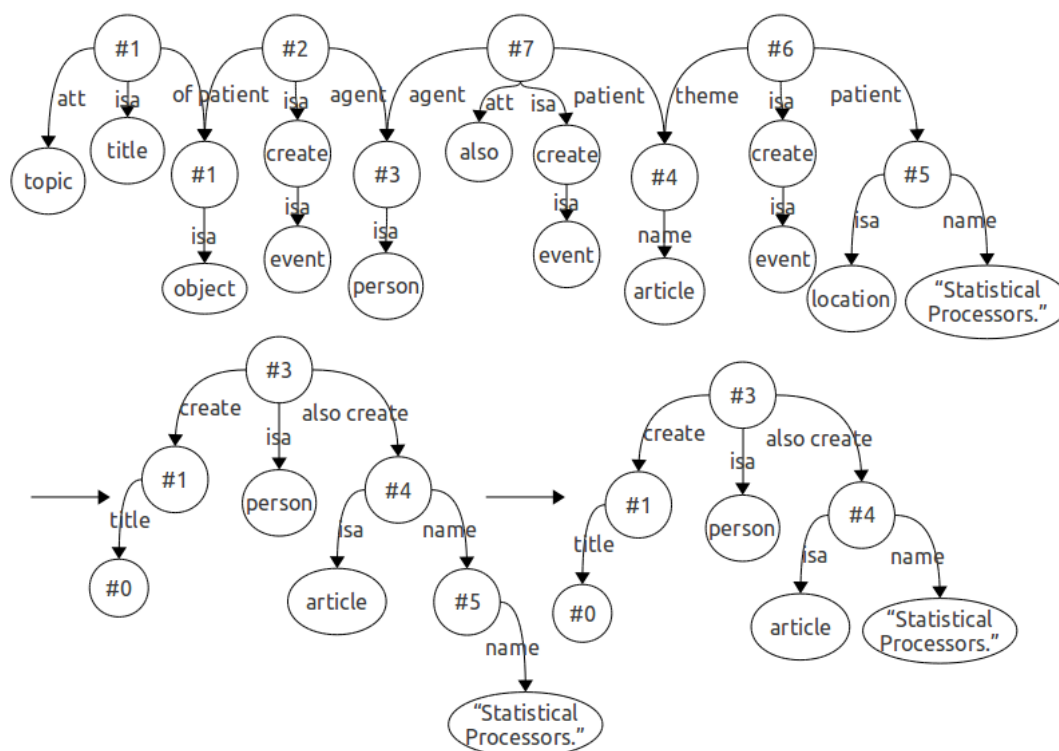 #1
#2
#7
#6
att
isa
of patient
isa
agent
agent
att
isa
patient
theme
isa
patient
topic
title
#1
create
#3
also
create
#4
create
#5
isa
isa
isa
isa
name
isa
isa
name
object
event
person
event
article
event
location
“Statistical
Processors.”
#3
create
isa
also create
#1
person
#4
title
isa
name
#0
article
#5
name
“Statistical
Processors.”
#3
create
isa
also create
#1
person
#4
title
isa
name
#0
article
“Statistical
Processors.”